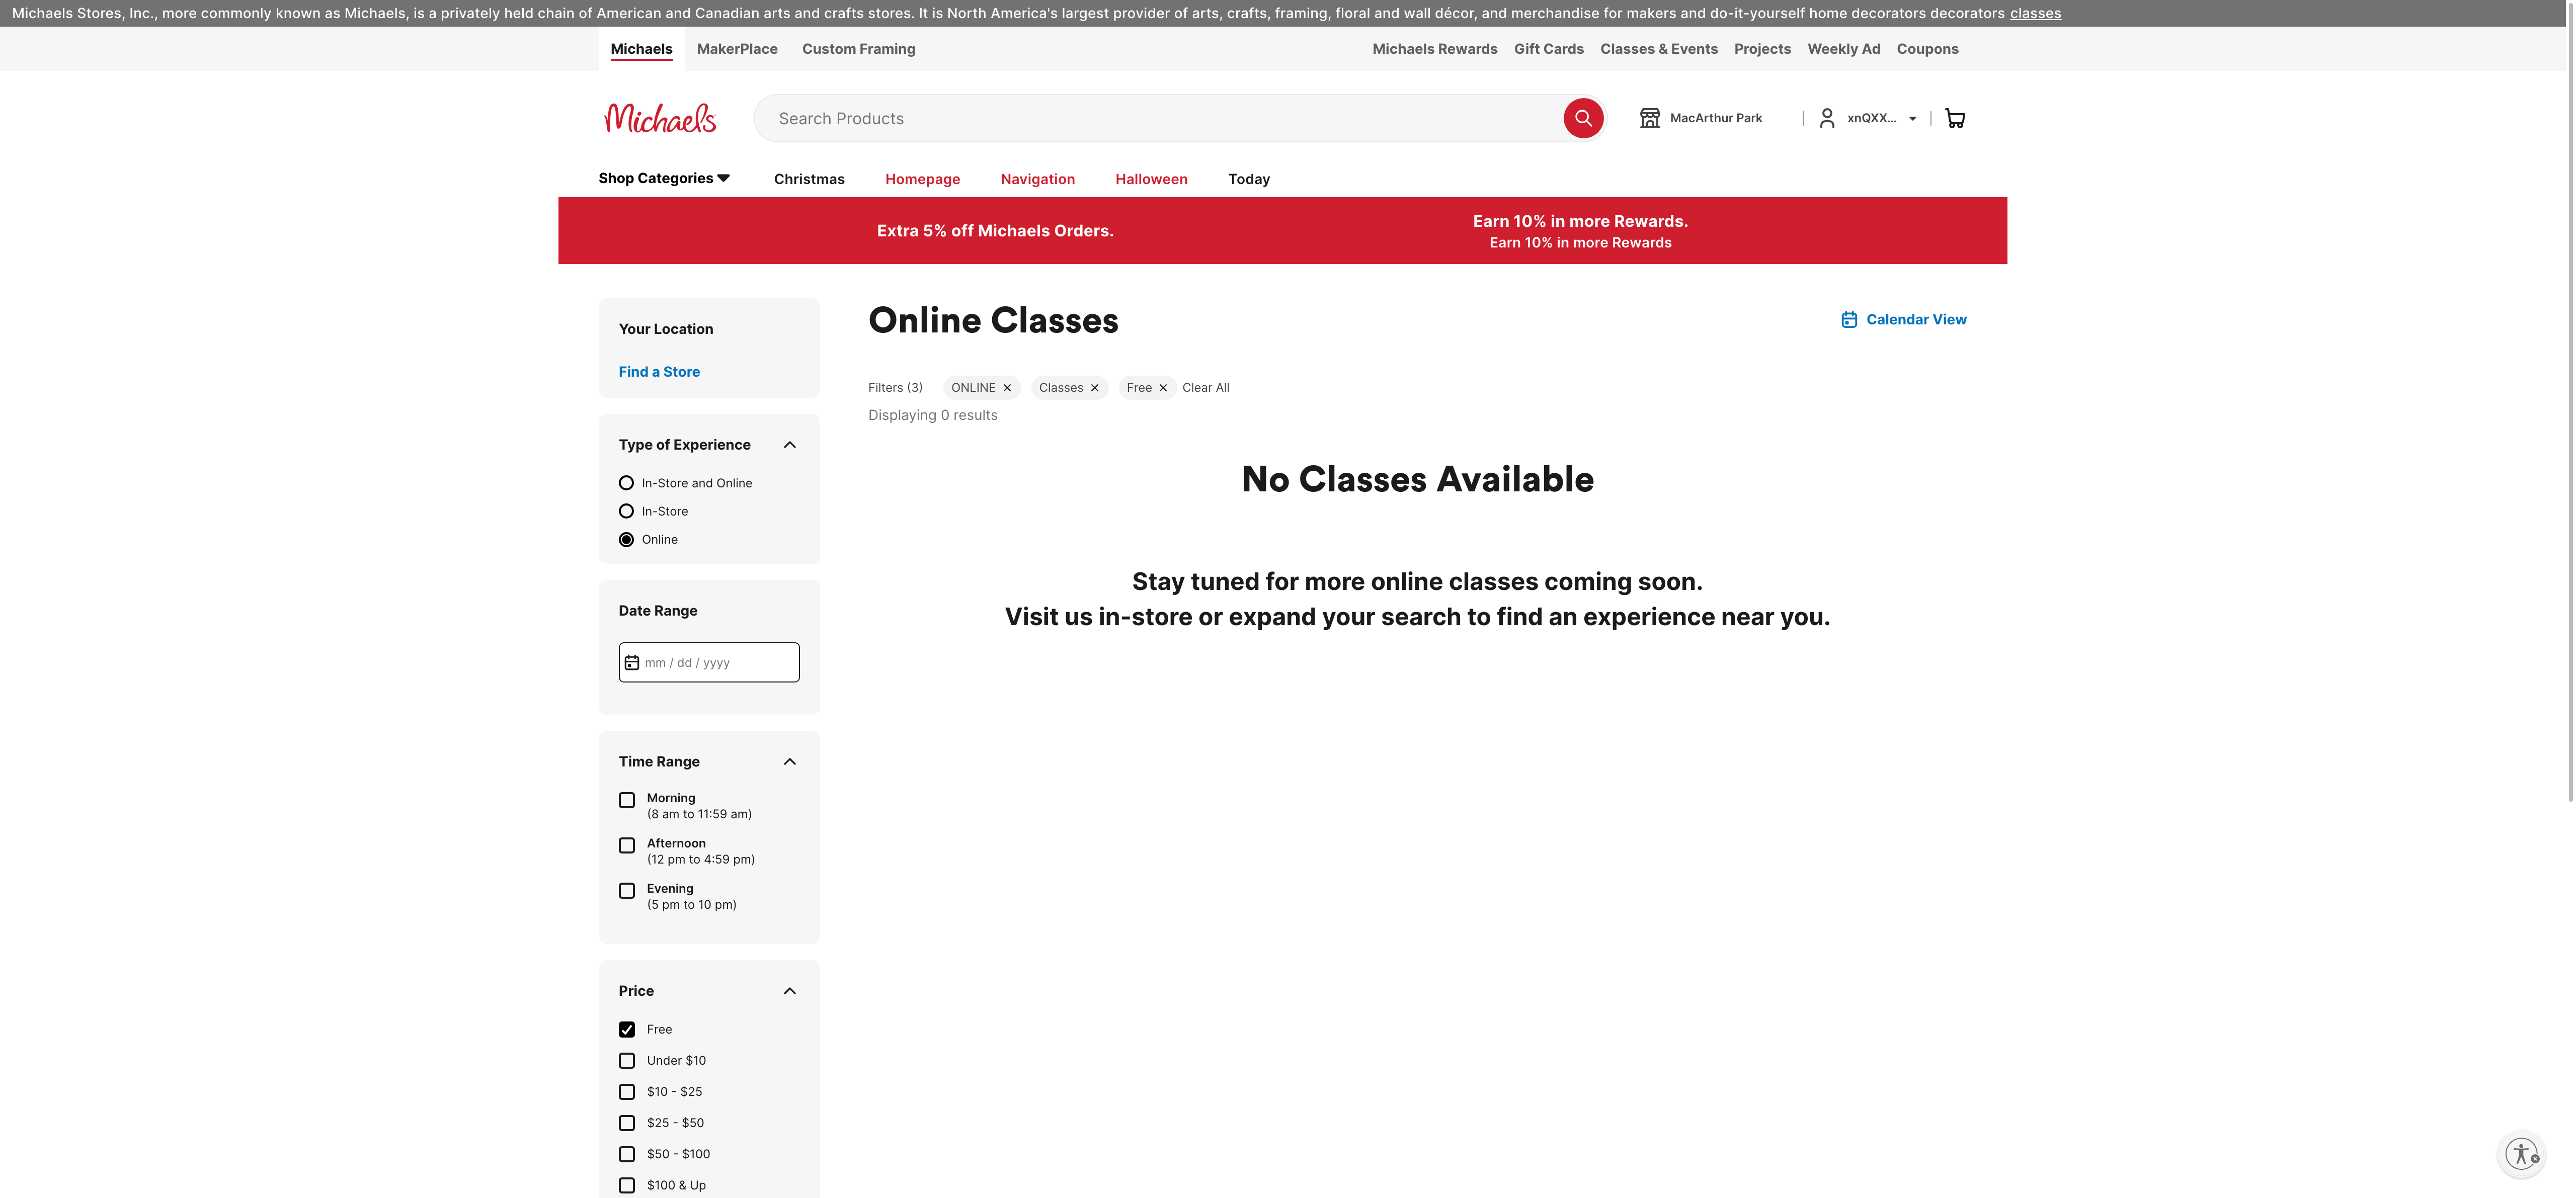 Michaels Stores, Inc., more commonly known as Michaels, is a privately held chain of American and Canadian arts and crafts stores. It is North America's largest provider of arts, crafts, framing, floral and wall décor, and merchandise for makers and do-it-yourself home decorators decorators classes
Michaels MakerPlace Custom Framing Michaels Rewards Gift Cards Classes & Events Projects Weekly Ad Coupons
Michaels Search Products MacArthur Park | xnQXX... |
Shop Categories Christmas Homepage Navigation Halloween Today
Extra 5% off Michaels Orders.
Earn 10% in more Rewards.
Earn 10% in more Rewards
Your Location
Find a Store
Type of Experience
In-Store and Online
In-Store
Online
Date Range
mm / dd / yyyy
Time Range
Morning
(8 am to 11:59 am)
Afternoon
(12 pm to 4:59 pm)
Evening
(5 pm to 10 pm)
Price
Free
Under $10
$10 - $25
$25 - $50
$50 - $100
$100 & Up
Online Classes
Calendar View
Filters (3) ONLINE Classes Free Clear All
Displaying 0 results
No Classes Available
Stay tuned for more online classes coming soon.
Visit us in-store or expand your search to find an experience near you.